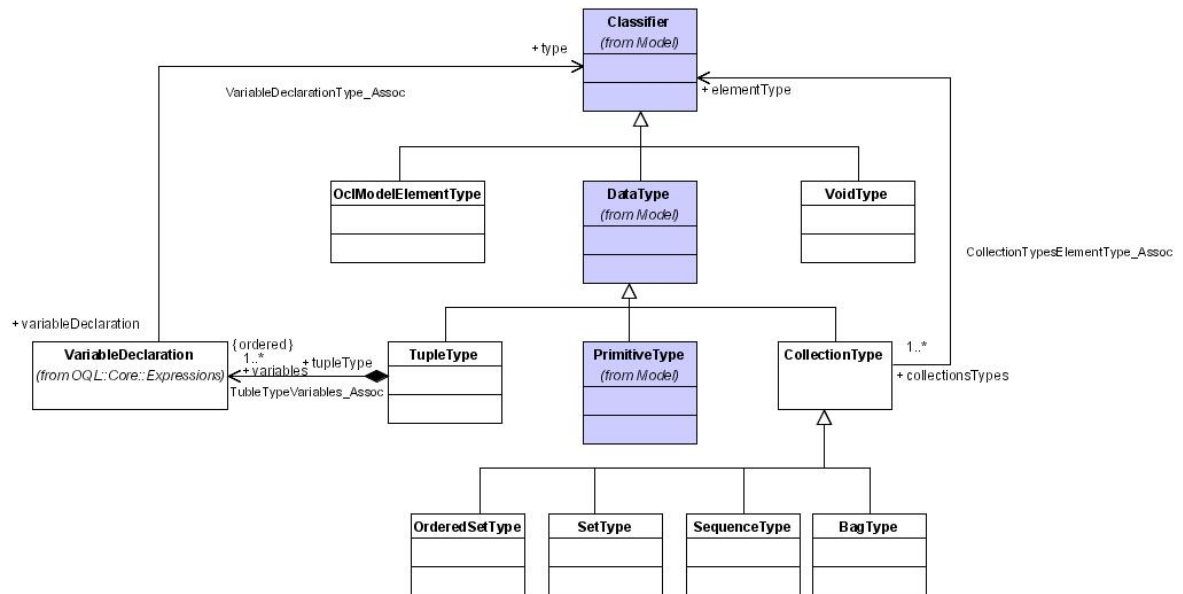 Classifier
(from Model)
+ type
+ elementType
VariableDeclarationType_Assoc
OclModelElementType
DataType
(from Model)
VoidType
CollectionTypesElementType_Assoc
+ variableDeclaration
VariableDeclaration
(from OQL::Core::Expressions)
{ordered}
1..*
+ variables
+ tupleType
TubleTypeVariables_Assoc
TupleType
PrimitiveType
(from Model)
CollectionType
1..*
+ collectionsTypes
OrderedSetType
SetType
SequenceType
BagType